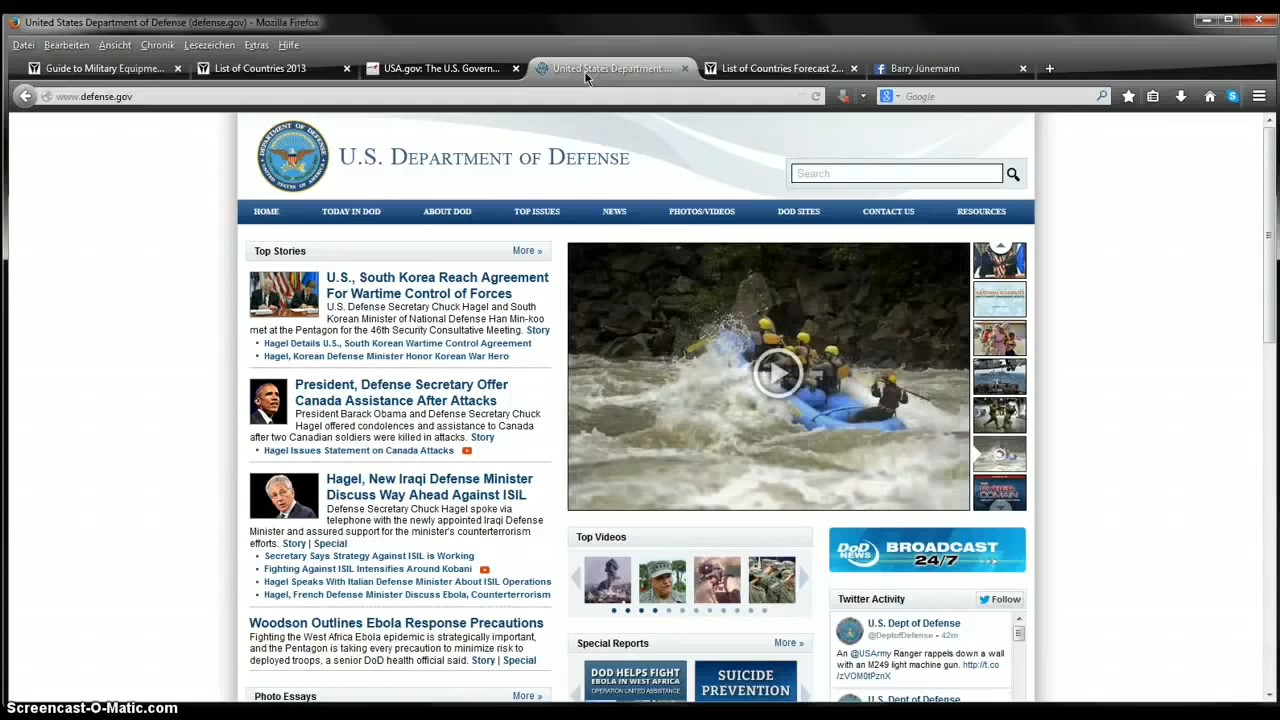 United States Department of Defense (defense.gov) - Mozilla Firefox
Datei Bearbeiten Ansicht Chronik Lesezeichen Extras Hilfe
Guide to Military Equipme... × List of Countries 2013 × USA.gov: The U.S. Govern... × United States Department ... × List of Countries Forecast 2... × Barry Jünemann × +
www.defense.gov
Google
U.S. DEPARTMENT OF DEFENSE
Search
HOME TODAY IN DOD ABOUT DOD TOP ISSUES NEWS PHOTOS/VIDEOS DOD SITES CONTACT US RESOURCES
Top Stories More »
U.S., South Korea Reach Agreement
For Wartime Control of Forces
U.S. Defense Secretary Chuck Hagel and South
Korean Minister of National Defense Han Min-koo
met at the Pentagon for the 46th Security Consultative Meeting. Story
• Hagel Details U.S., South Korean Wartime Control Agreement
• Hagel, Korean Defense Minister Honor Korean War Hero
President, Defense Secretary Offer
Canada Assistance After Attacks
President Barack Obama and Defense Secretary Chuck
Hagel offered condolences and assistance to Canada
after two Canadian soldiers were killed in attacks. Story
• Hagel Issues Statement on Canada Attacks
Hagel, New Iraqi Defense Minister
Discuss Way Ahead Against ISIL
Defense Secretary Chuck Hagel spoke via
telephone with the newly appointed Iraqi Defense
Minister and assured support for the minister's counterterrorism
efforts. Story | Special
• Secretary Says Strategy Against ISIL is Working
• Fighting Against ISIL Intensifies Around Kobani
• Hagel Speaks With Italian Defense Minister About ISIL Operations
• Hagel, French Defense Minister Discuss Ebola, Counterterrorism
Woodson Outlines Ebola Response Precautions
Fighting the West Africa Ebola epidemic is strategically important,
and the Pentagon is taking every precaution to minimize risk to
deployed troops, a senior DoD health official said. Story | Special
Photo Essays More »
CYBER
DOMAIN
Top Videos
Special Reports More »
DOD HELPS FIGHT
EBOLA IN WEST AFRICA
OPERATION UNITED ASSISTANCE
SUICIDE
PREVENTION
DoD
NEWS
BROADCAST
24/7
Twitter Activity Follow
U.S. Dept of Defense
@DeptofDefense • 42m
An @USArmy Ranger rappels down a wall
with an M249 light machine gun. http://t.co
/zVOM0tPznX
U.S. Dept of Defense
Screencast-O-Matic.com